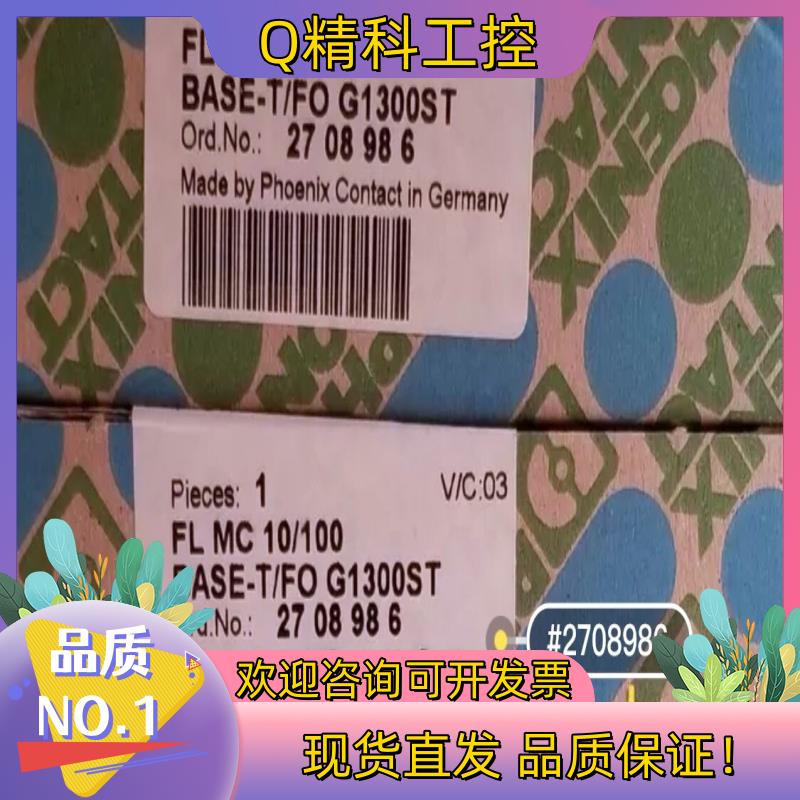 Q精科工控
FL
BASE-T/FO G1300ST
Ord.No.: 27 08 98 6
Made by Phoenix Contact in Germany
Pieces: 1
V/C:03
FL MC 10/100
BASE-T/FO G1300ST
d.No.: 27 08 98 6
#2708986
品质
NO.1
欢迎咨询可开发票
现货直发 品质保证!